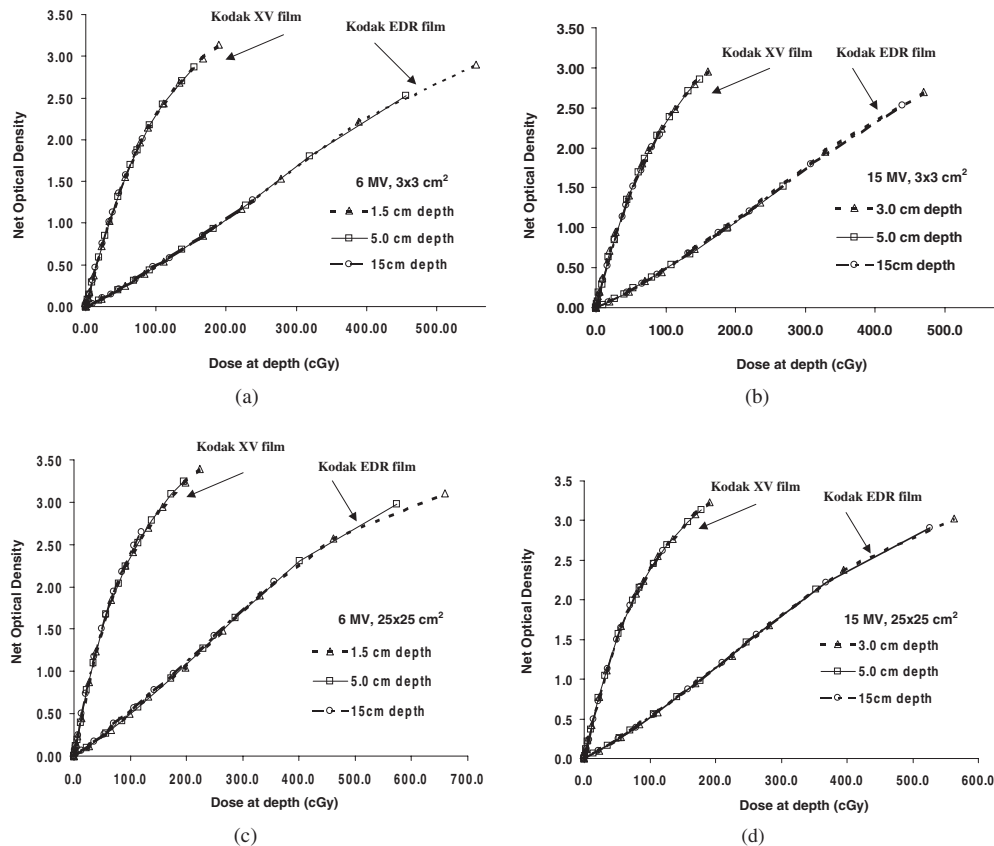 3.50
3.00
2.50
2.00
1.50
1.00
0.50
0.00
Net Optical Density
Kodak XV film
Kodak EDR film
6 MV, 3x3 cm²
1.5 cm depth
5.0 cm depth
15cm depth
0.00 100.00 200.00 300.00 400.00 500.00
Dose at depth (cGy)
(a)
3.50
3.00
2.50
2.00
1.50
1.00
0.50
0.00
Net Optical Density
Kodak XV film
Kodak EDR film
15 MV, 3x3 cm²
3.0 cm depth
5.0 cm depth
15cm depth
0.00 100.0 200.0 300.0 400.0 500.0
Dose at depth (cGy)
(b)
3.50
3.00
2.50
2.00
1.50
1.00
0.50
0.00
Net Optical Density
Kodak XV film
Kodak EDR film
6 MV, 25x25 cm²
1.5 cm depth
5.0 cm depth
15cm depth
0.0 100.0 200.0 300.0 400.0 500.0 600.0 700.0
Dose at depth (cGy)
(c)
3.5
3.0
2.5
2.0
1.5
1.0
0.5
0.0
Net Optical Density
Kodak XV film
Kodak EDR film
15 MV, 25x25 cm²
3.0 cm depth
5.0 cm depth
15cm depth
0.00 100.0 200.0 300.0 400.0 500.0 600.0
Dose at depth (cGy)
(d)